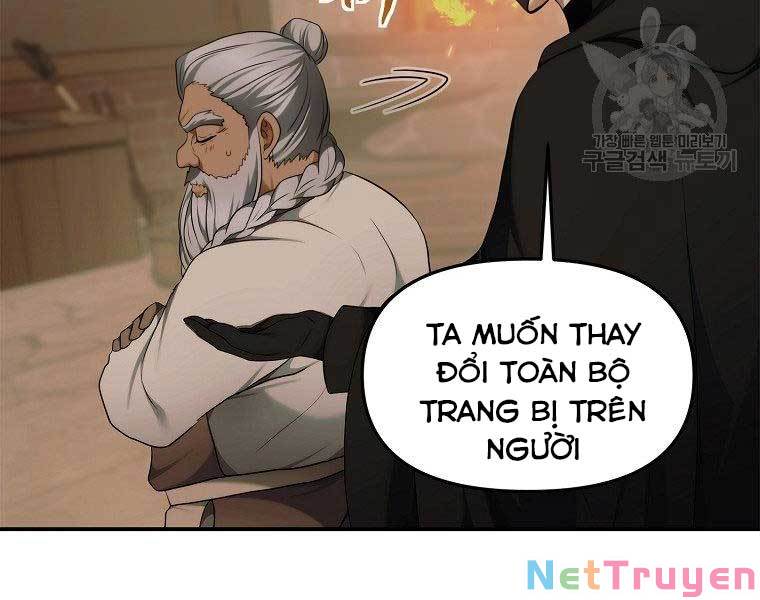 가장 빠른 웹툰 미리보기
구글검색 뉴토끼
TA MUỐN THAY
ĐỔI TOÀN BỘ
TRANG BỊ TRÊN
NGƯỜI
NetTruyen